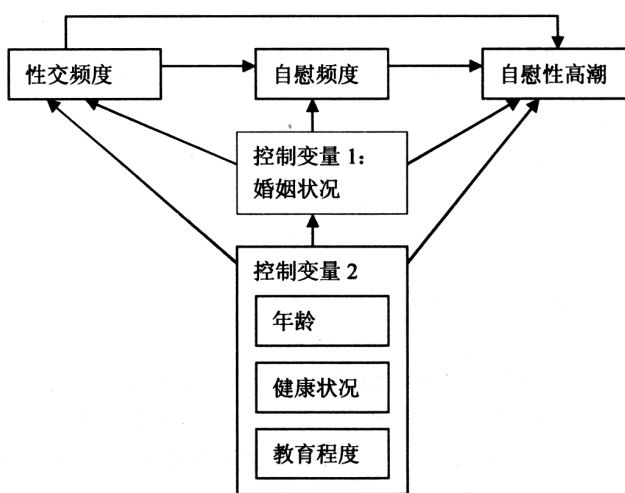 性交频度
自慰频度
自慰性高潮
控制变量 1：
婚姻状况
控制变量 2
年龄
健康状况
教育程度